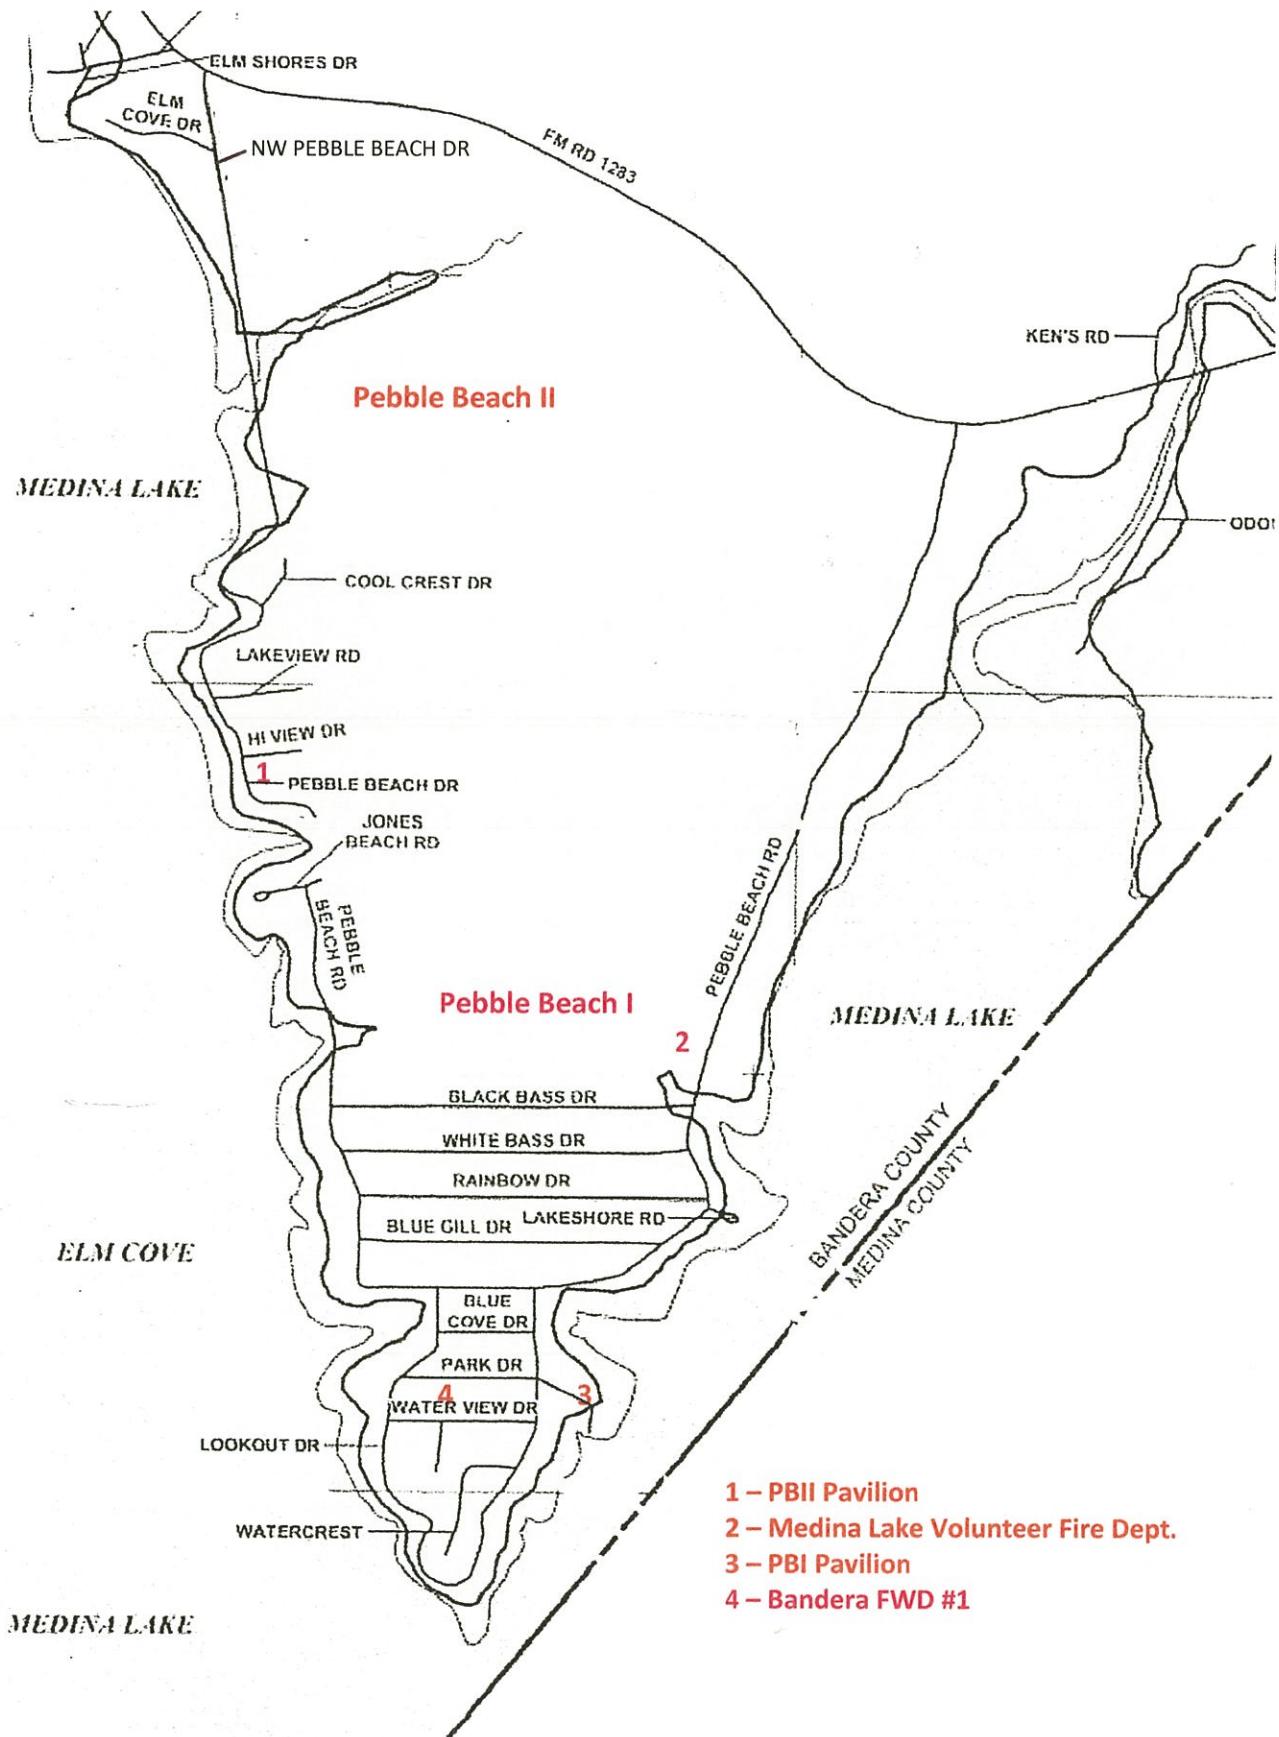 ELM SHORES DR
ELM
COVE DR
NW PEBBLE BEACH DR
FM RD 1283
KEN'S RD
Pebble Beach II
MEDINA LAKE
COOL CREST DR
LAKEVIEW RD
HI VIEW DR
1
PEBBLE BEACH DR
JONES
BEACH RD
PEBBLE
BEACH RD
PEBBLE BEACH RD
Pebble Beach I
MEDINA LAKE
2
BLACK BASS DR
WHITE BASS DR
RAINBOW DR
LAKESHORE RD
BLUE GILL DR
BANDERA COUNTY
MEDINA COUNTY
ELM COVE
BLUE
COVE DR
PARK DR
4
3
WATER VIEW DR
LOOKOUT DR
WATERCREST
1 – PBII Pavilion
2 – Medina Lake Volunteer Fire Dept.
3 – PBI Pavilion
4 – Bandera FWD #1
MEDINA LAKE